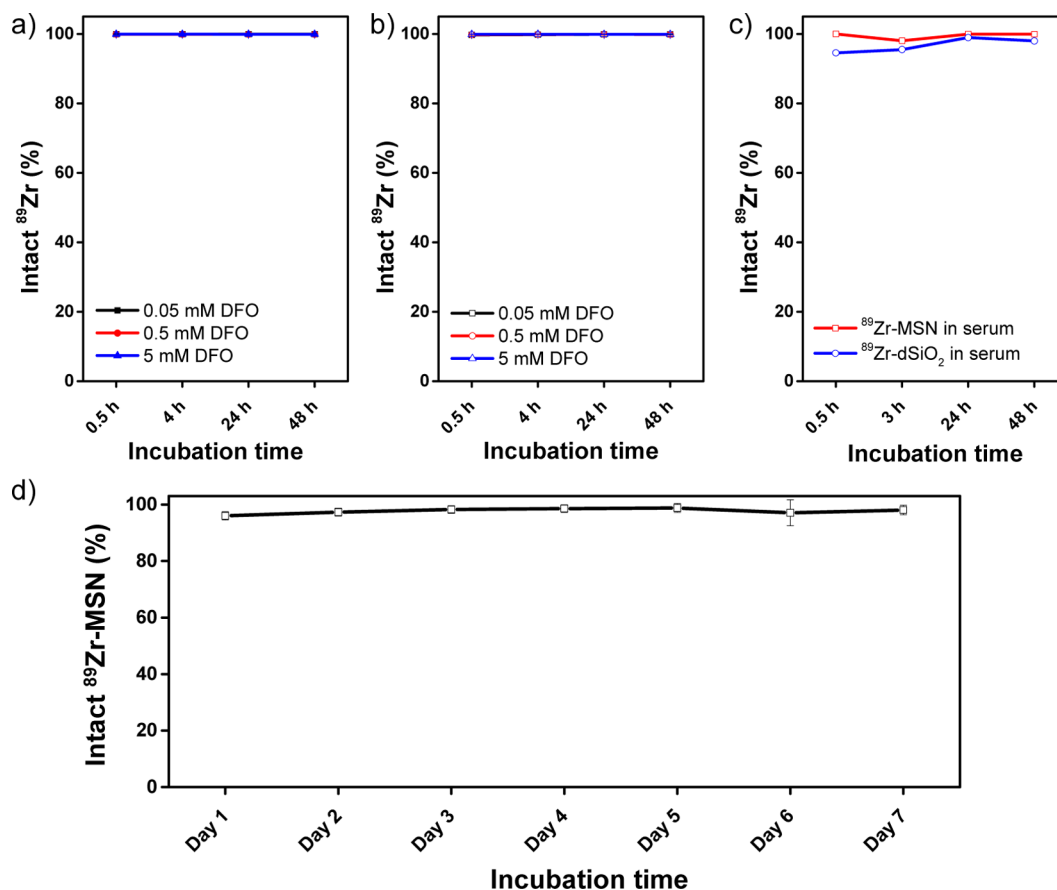 a)
Intact ⁸⁹Zr (%)
100
80
60
40
20
0
0.05 mM DFO
0.5 mM DFO
5 mM DFO
0.5 h
4 h
24 h
48 h
Incubation time
b)
Intact ⁸⁹Zr (%)
100
80
60
40
20
0
0.05 mM DFO
0.5 mM DFO
5 mM DFO
0.5 h
4 h
24 h
48 h
Incubation time
c)
Intact ⁸⁹Zr (%)
100
80
60
40
20
0
⁸⁹Zr-MSN in serum
⁸⁹Zr-dSiO₂ in serum
0.5 h
3 h
24 h
48 h
Incubation time
d)
Intact ⁸⁹Zr-MSN (%)
100
80
60
40
20
0
Day 1
Day 2
Day 3
Day 4
Day 5
Day 6
Day 7
Incubation time